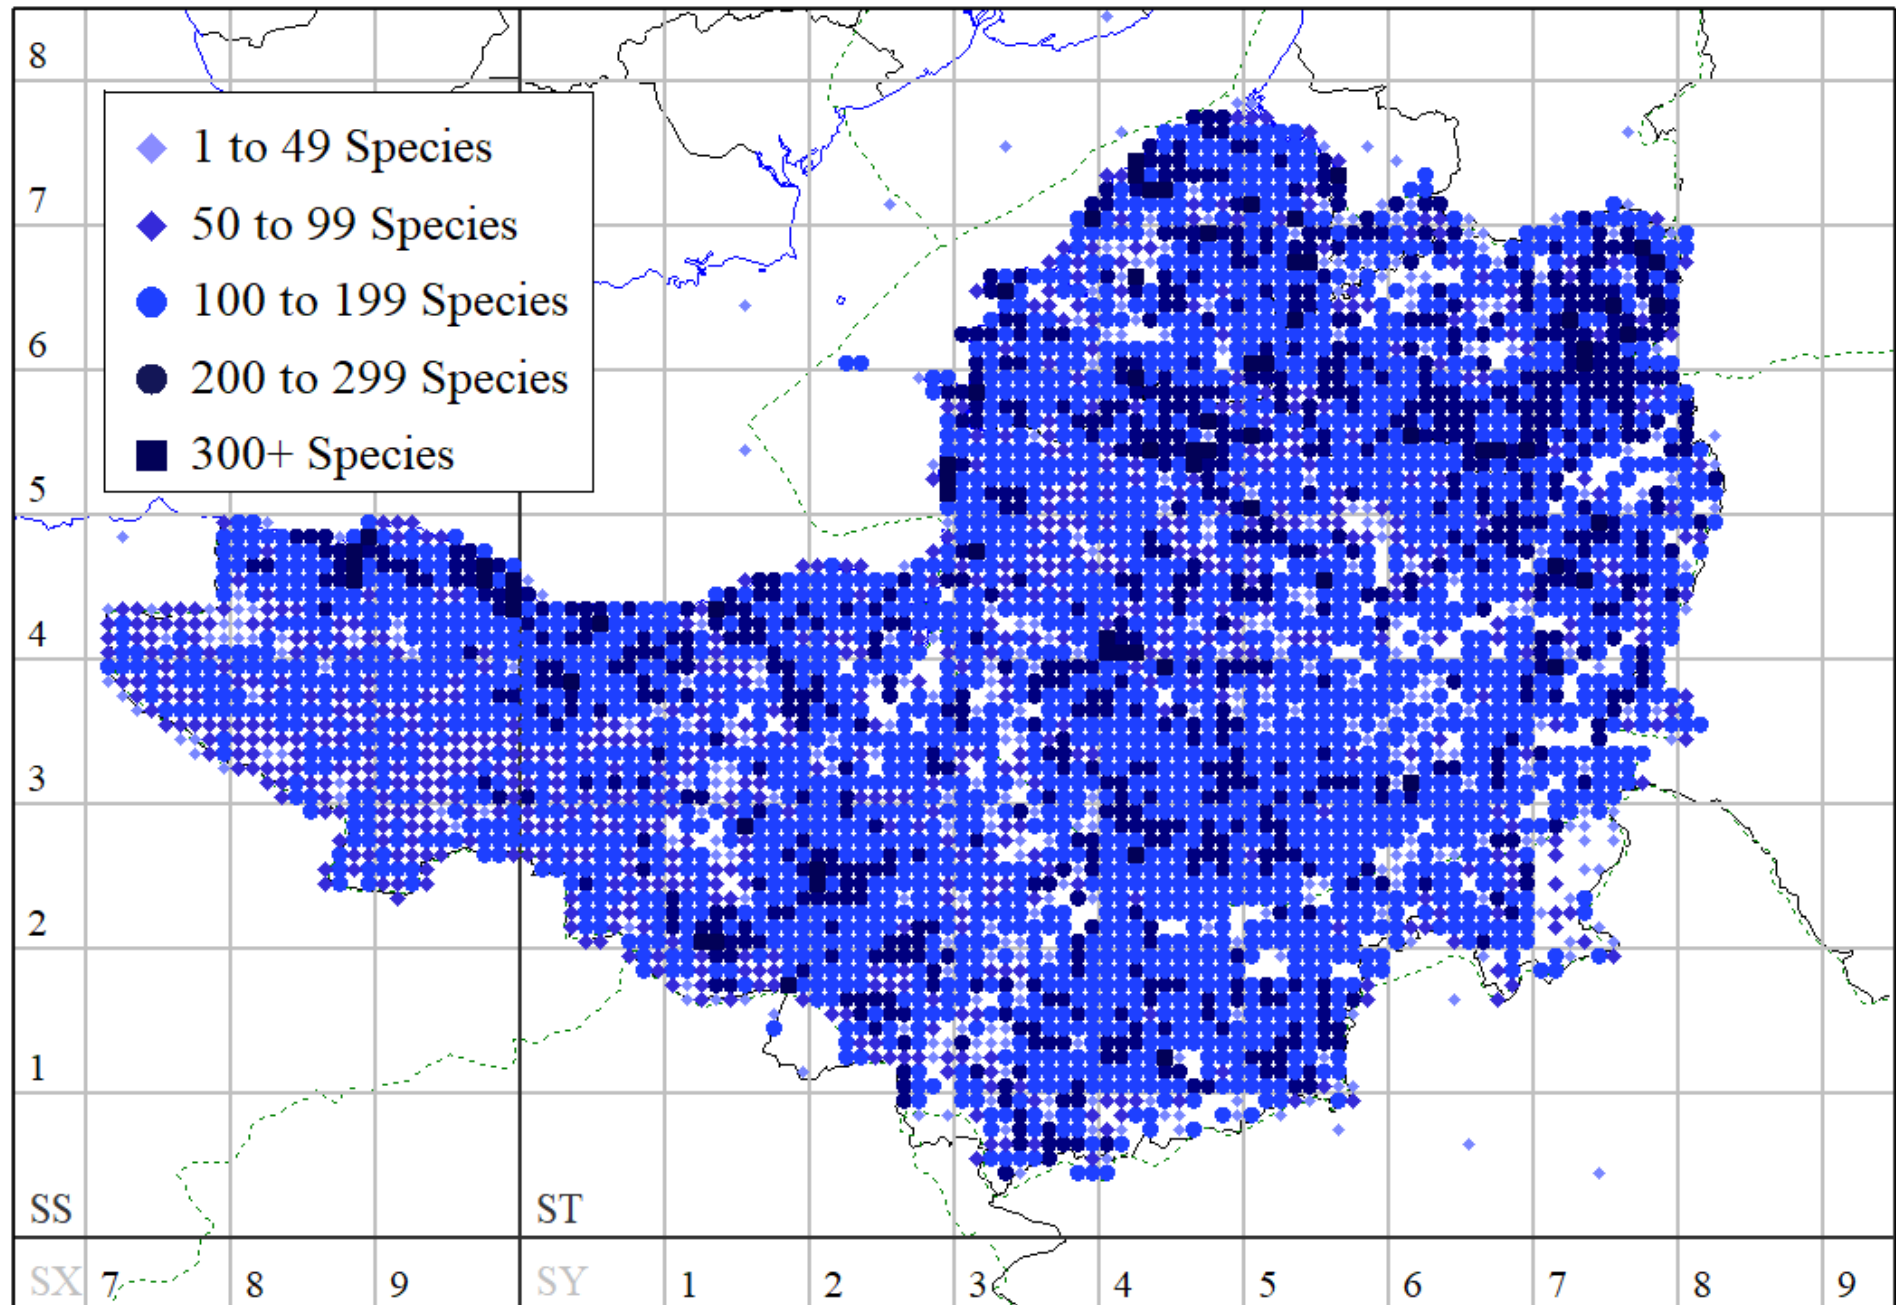 8
1 to 49 Species
50 to 99 Species
7
100 to 199 Species
6
200 to 299 Species
300+ Species
5
4
3
2
1
SS ST
SX 7 8 9 SY 1 2 3 4 5 6 7 8 9